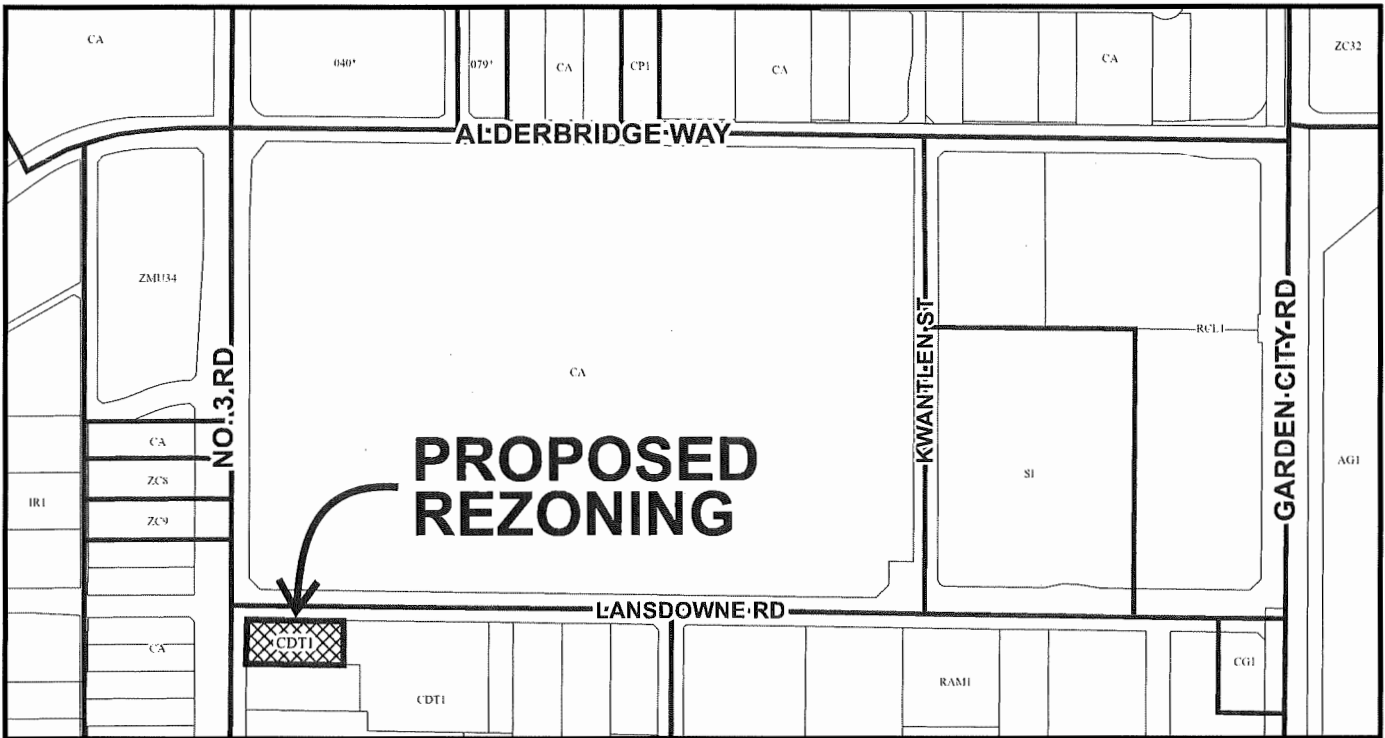 CA
040'
079'
CA
CP1
CA
CA
ZC32
ALDERBRIDGE WAY
ZMU34
NO. 3 RD
CA
KWANTLEN ST
RCL1
GARDEN CITY RD
CA
ZC8
ZC9
IR1
PROPOSED
REZONING
S1
AG1
LANSDOWNE RD
CDT1
CA
CDT1
RAM1
CG1